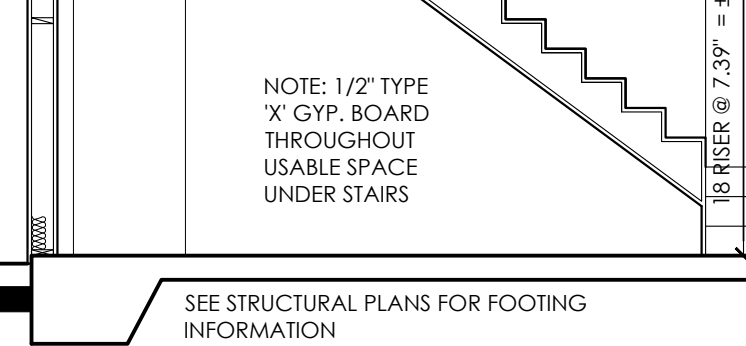 NOTE: 1/2" TYPE
'X' GYP. BOARD
THROUGHOUT
USABLE SPACE
UNDER STAIRS
18 RISER @ 7.39" = ±
SEE STRUCTURAL PLANS FOR FOOTING
INFORMATION